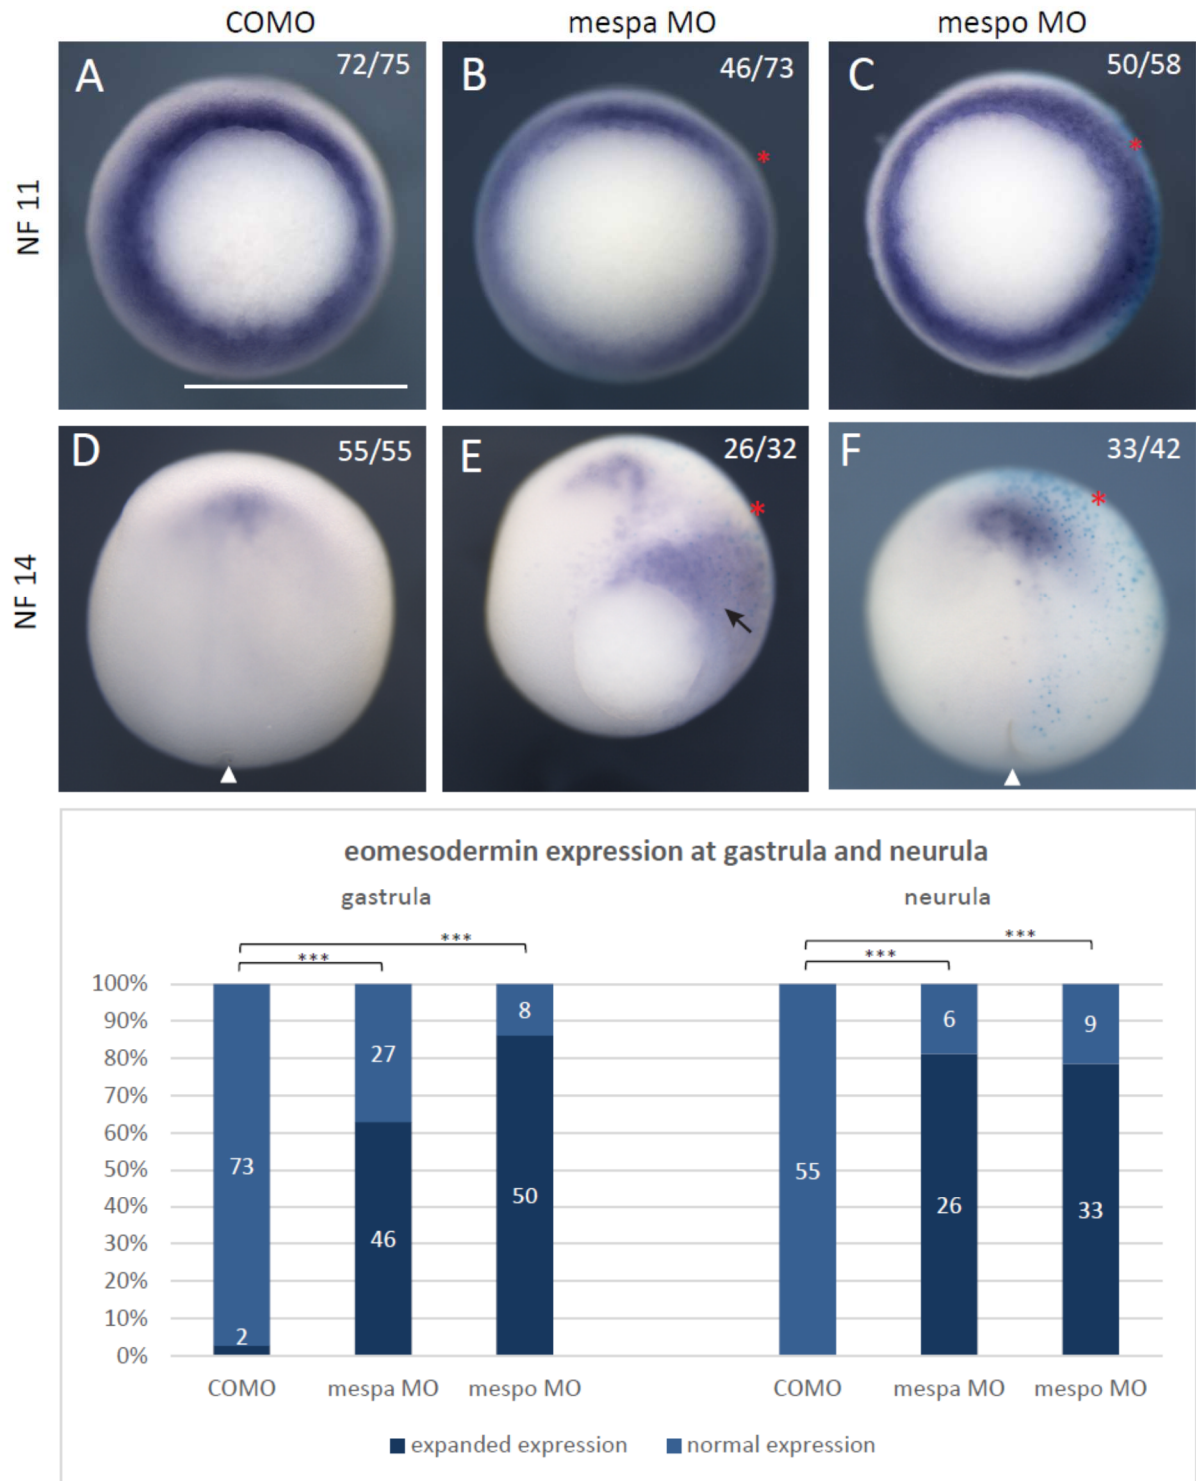 COMO mespa MO mespo MO
NF 11
A 72/75
B 46/73
* 
C 50/58
*
NF 14
D 55/55
E 26/32
*
F 33/42
*
eomesodermin expression at gastrula and neurula
gastrula neurula
*** ***
*** ***
100%
90%
80%
70%
60%
50%
40%
30%
20%
10%
0%
73
2
27
46
8
50
55
6
26
9
33
COMO mespa MO mespo MO COMO mespa MO mespo MO
expanded expression normal expression